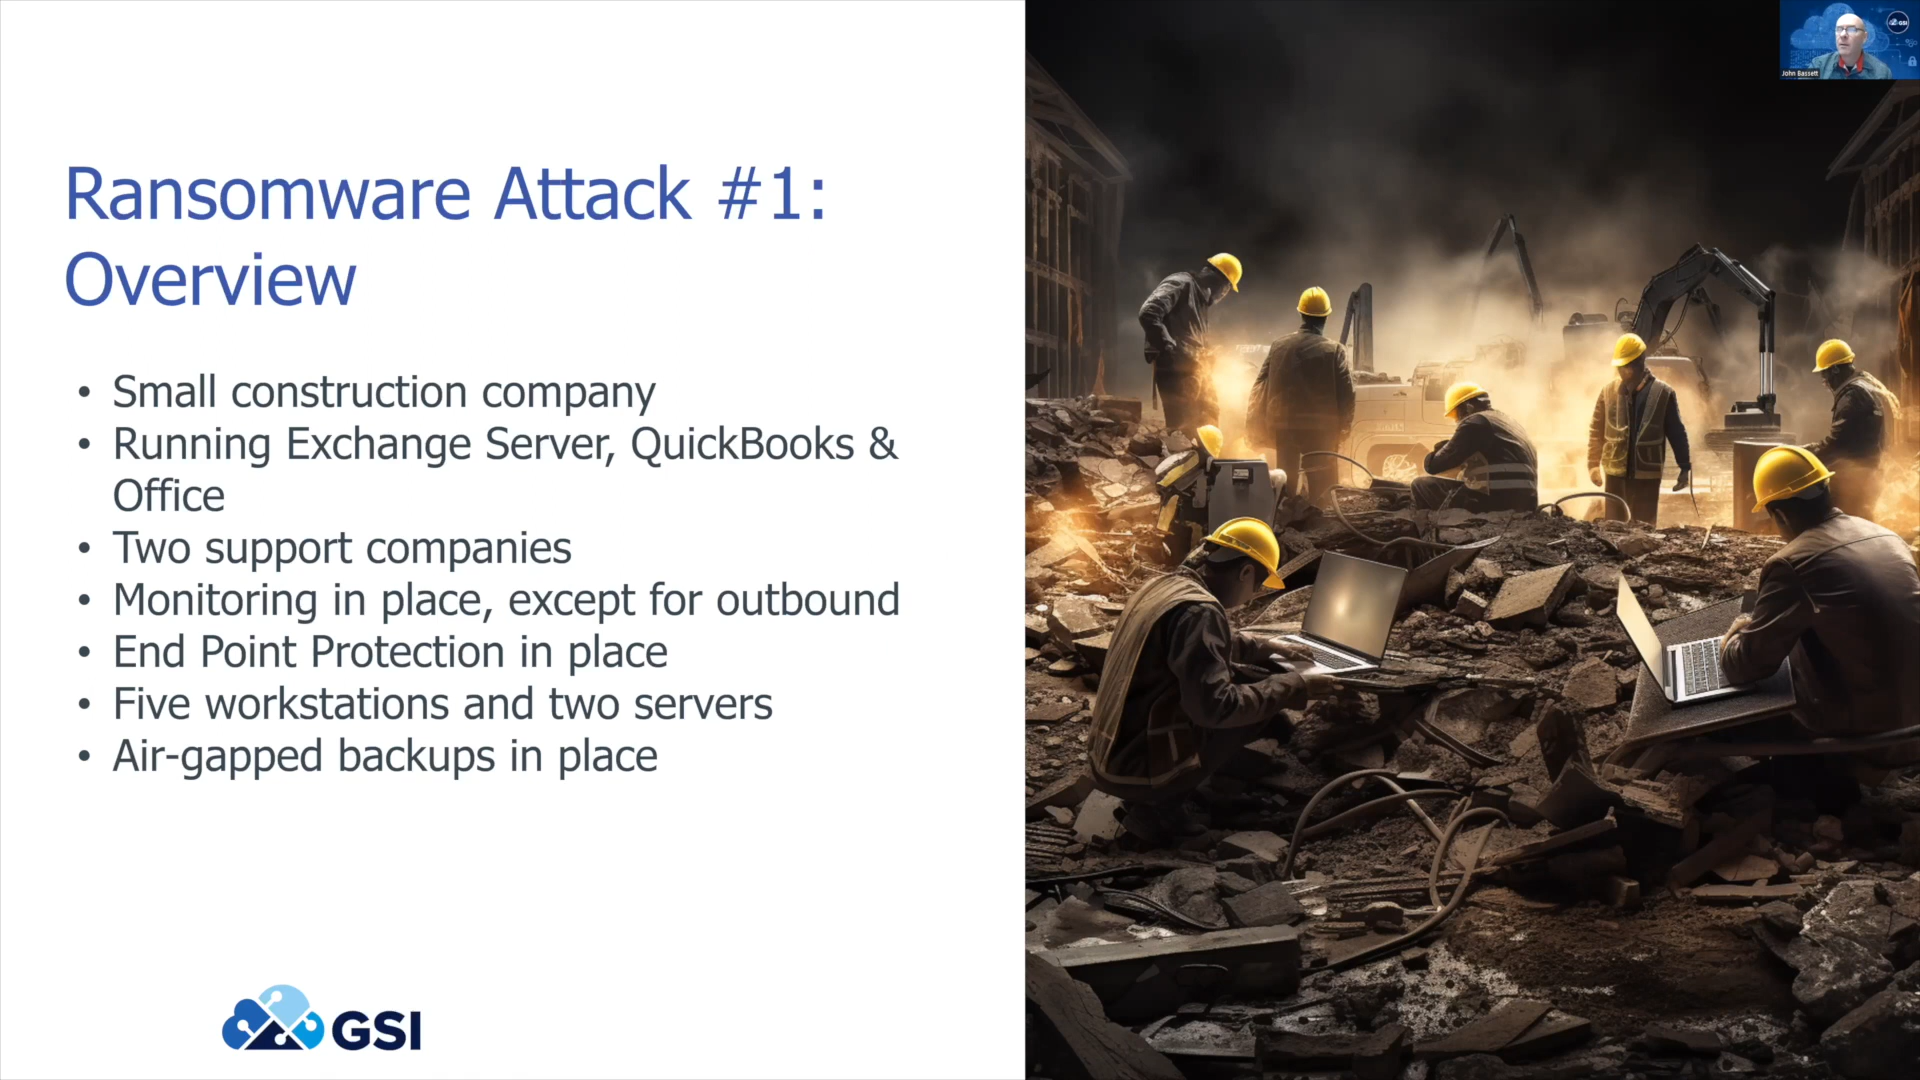 Ransomware Attack #1:
Overview
• Small construction company
• Running Exchange Server, QuickBooks &
Office
• Two support companies
• Monitoring in place, except for outbound
• End Point Protection in place
• Five workstations and two servers
• Air-gapped backups in place
GSI
GSI
John Bassett